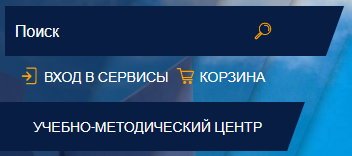 Поиск
ВХОД В СЕРВИСЫ КОРЗИНА
УЧЕБНО-МЕТОДИЧЕСКИЙ ЦЕНТР